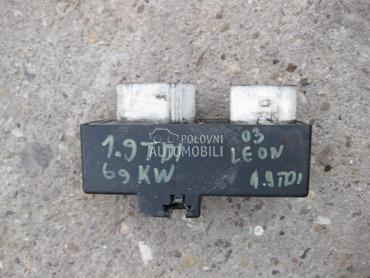 1.9 TDI
69 KW
03
LEON
1.9 TDI
POLOVNI
AUTOMOBILI